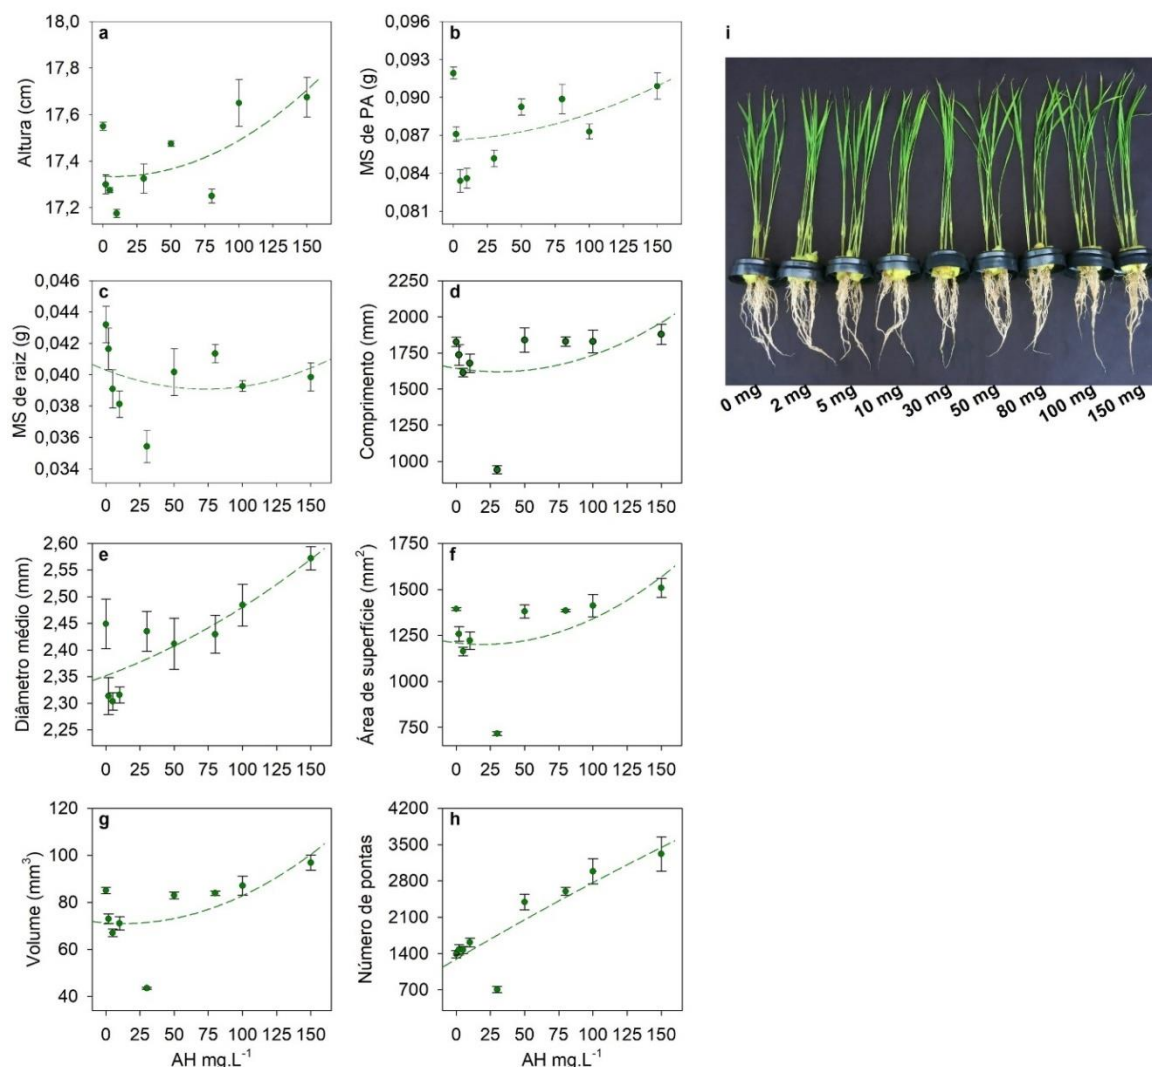 a
Altura (cm)
18,0
17,8
17,6
17,4
17,2
0 25 50 75 100 125 150
b
MS de PA (g)
0,096
0,093
0,090
0,087
0,084
0,081
0 25 50 75 100 125 150
c
MS de raiz (g)
0,046
0,044
0,042
0,040
0,038
0,036
0,034
0 25 50 75 100 125 150
d
Comprimento (mm)
2250
2000
1750
1500
1250
1000
0 25 50 75 100 125 150
e
Diâmetro médio (mm)
2,60
2,55
2,50
2,45
2,40
2,35
2,30
2,25
0 25 50 75 100 125 150
f
Área de superfície (mm²)
1750
1500
1250
1000
750
0 25 50 75 100 125 150
g
Volume (mm³)
120
100
80
60
40
0 25 50 75 100 125 150
AH mg.L⁻¹
h
Número de pontas
4200
3500
2800
2100
1400
700
0 25 50 75 100 125 150
AH mg.L⁻¹
i
0 mg 2 mg 5 mg 10 mg 30 mg 50 mg 80 mg 100 mg 150 mg